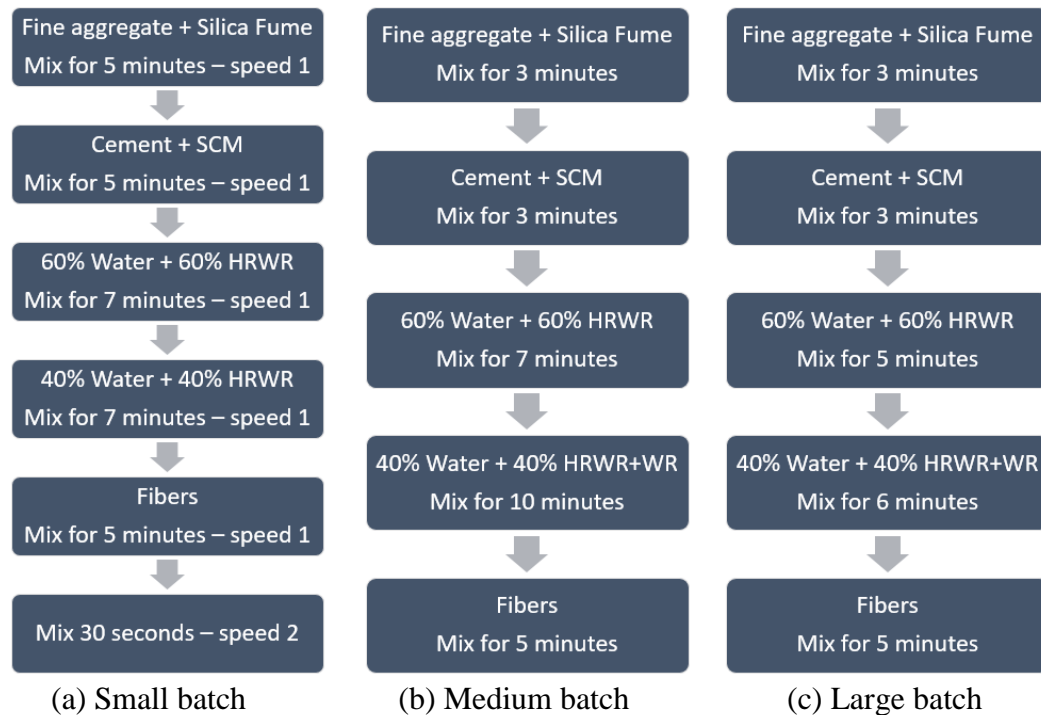 Fine aggregate + Silica Fume
Mix for 5 minutes – speed 1
Cement + SCM
Mix for 5 minutes – speed 1
60% Water + 60% HRWR
Mix for 7 minutes – speed 1
40% Water + 40% HRWR
Mix for 7 minutes – speed 1
Fibers
Mix for 5 minutes – speed 1
Mix 30 seconds – speed 2
(a) Small batch
Fine aggregate + Silica Fume
Mix for 3 minutes
Cement + SCM
Mix for 3 minutes
60% Water + 60% HRWR
Mix for 7 minutes
40% Water + 40% HRWR+WR
Mix for 10 minutes
Fibers
Mix for 5 minutes
(b) Medium batch
Fine aggregate + Silica Fume
Mix for 3 minutes
Cement + SCM
Mix for 3 minutes
60% Water + 60% HRWR
Mix for 5 minutes
40% Water + 40% HRWR+WR
Mix for 6 minutes
Fibers
Mix for 5 minutes
(c) Large batch